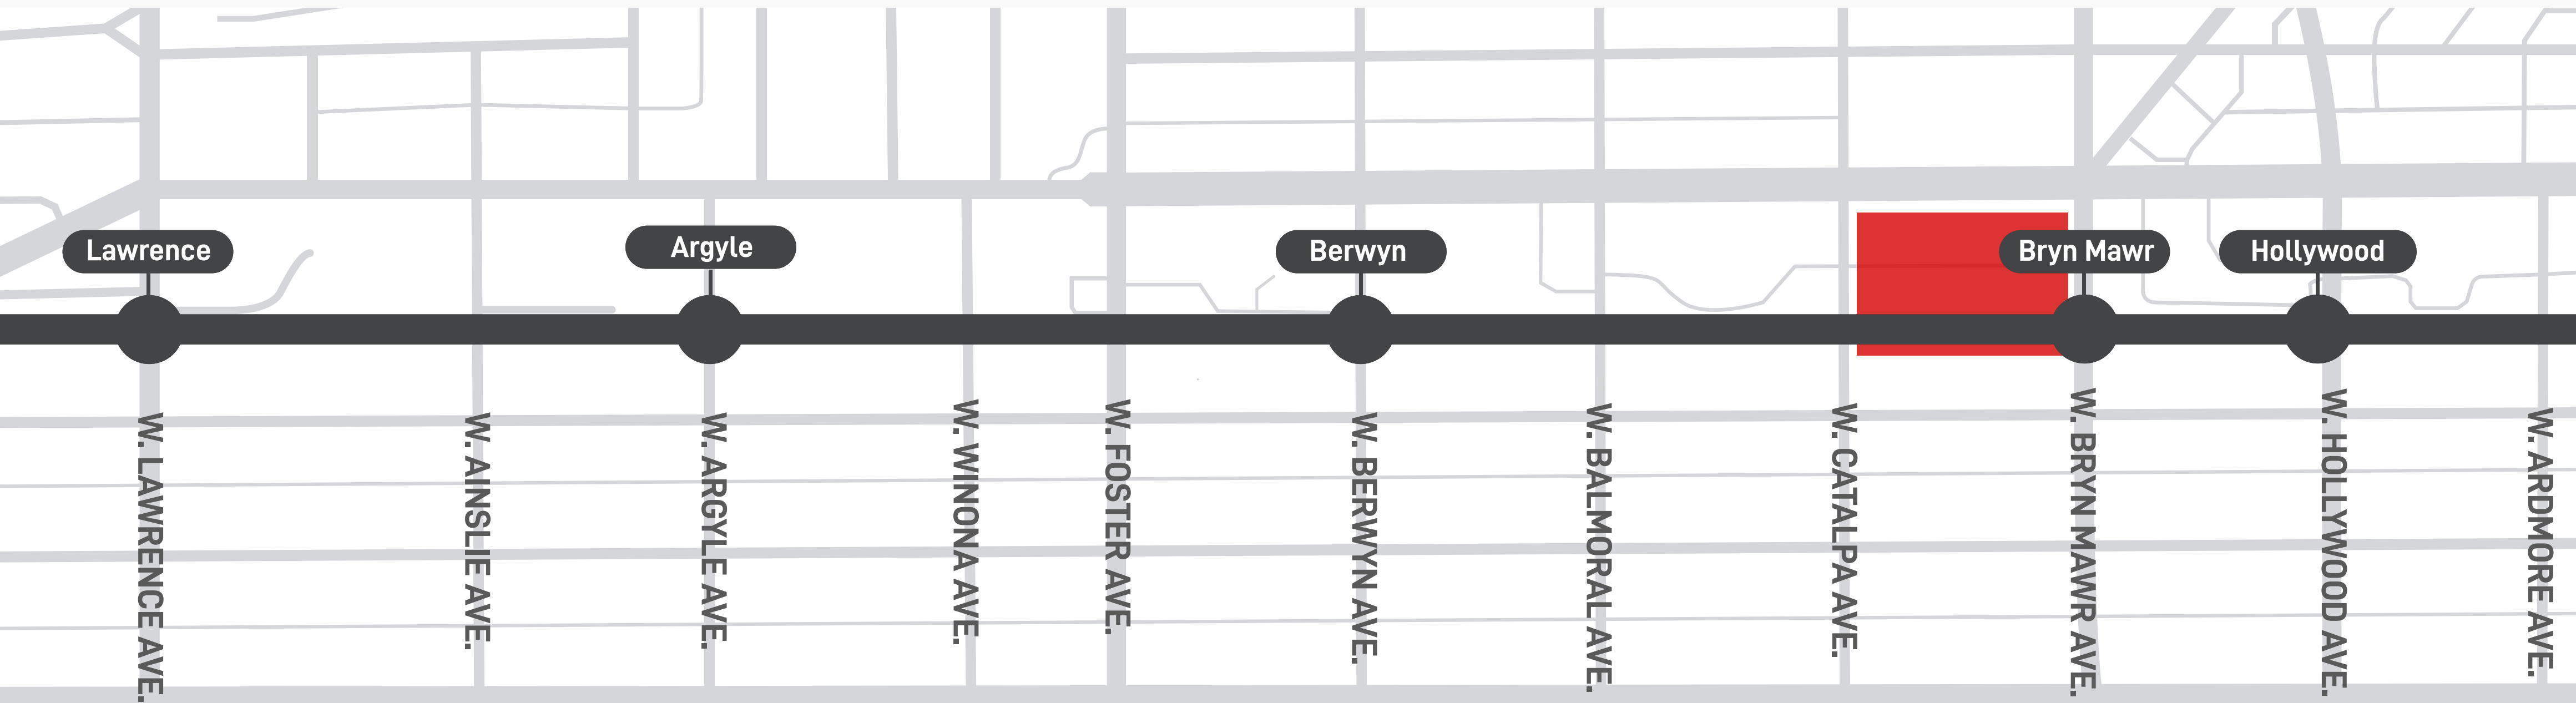 Lawrence
Argyle
Berwyn
Bryn Mawr
Hollywood
W. LAWRENCE AVE.
W. AINSLIE AVE.
W. ARGYLE AVE.
W. WINONA AVE.
W. FOSTER AVE.
W. BERWYN AVE.
W. BALMORAL AVE.
W. CATALPA AVE.
W. BRYN MAWR AVE.
W. HOLLYWOOD AVE.
W. ARDMORE AVE.